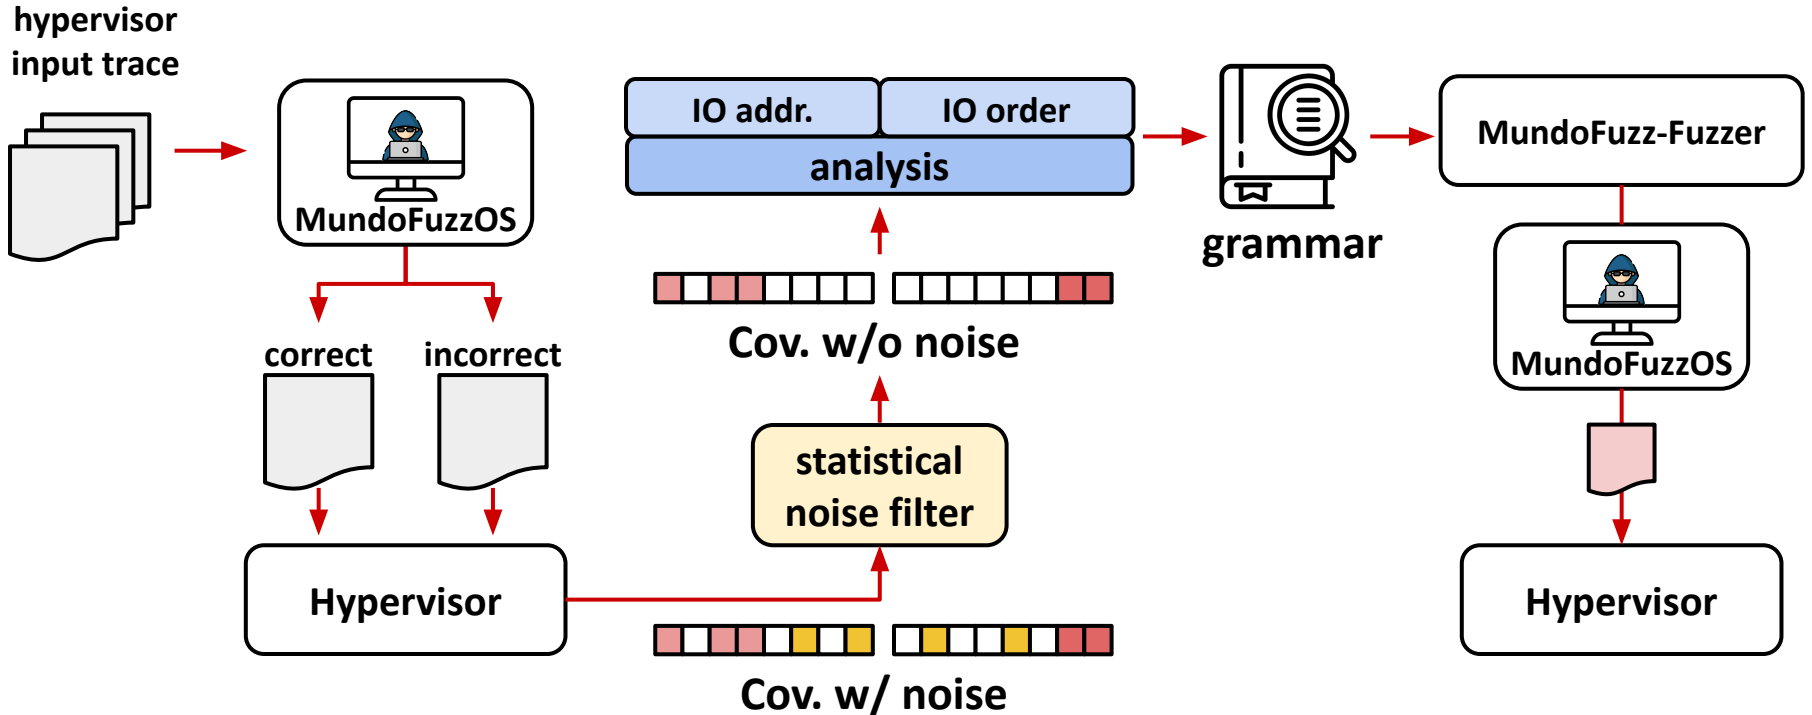 hypervisor
input trace
MundoFuzzOS
correct
incorrect
Hypervisor
IO addr.
IO order
analysis
Cov. w/o noise
statistical
noise filter
Cov. w/ noise
grammar
MundoFuzz-Fuzzer
MundoFuzzOS
Hypervisor